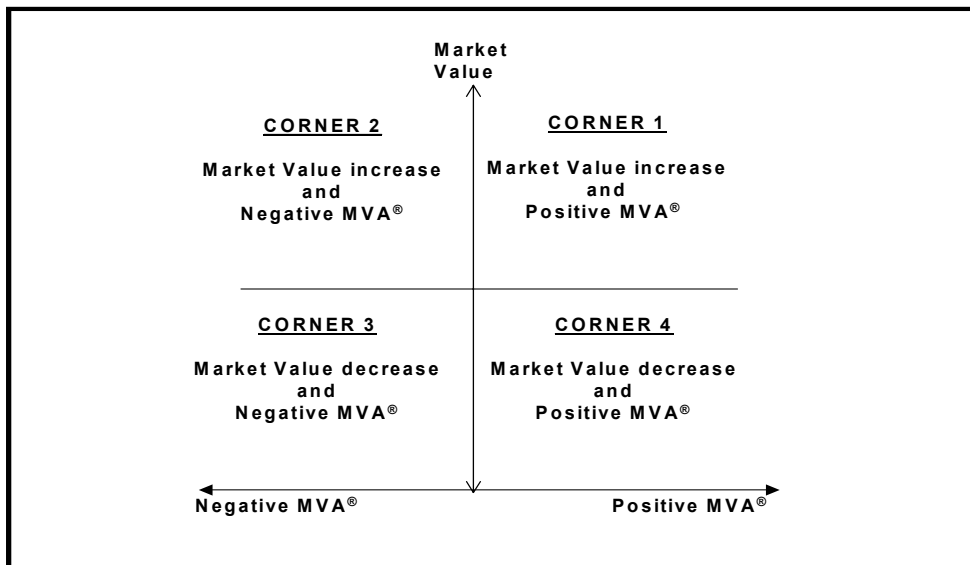 Market
Value
CORNER 2
Market Value increase
and
Negative MVA®
CORNER 1
Market Value increase
and
Positive MVA®
CORNER 3
Market Value decrease
and
Negative MVA®
CORNER 4
Market Value decrease
and
Positive MVA®
Negative MVA®
Positive MVA®